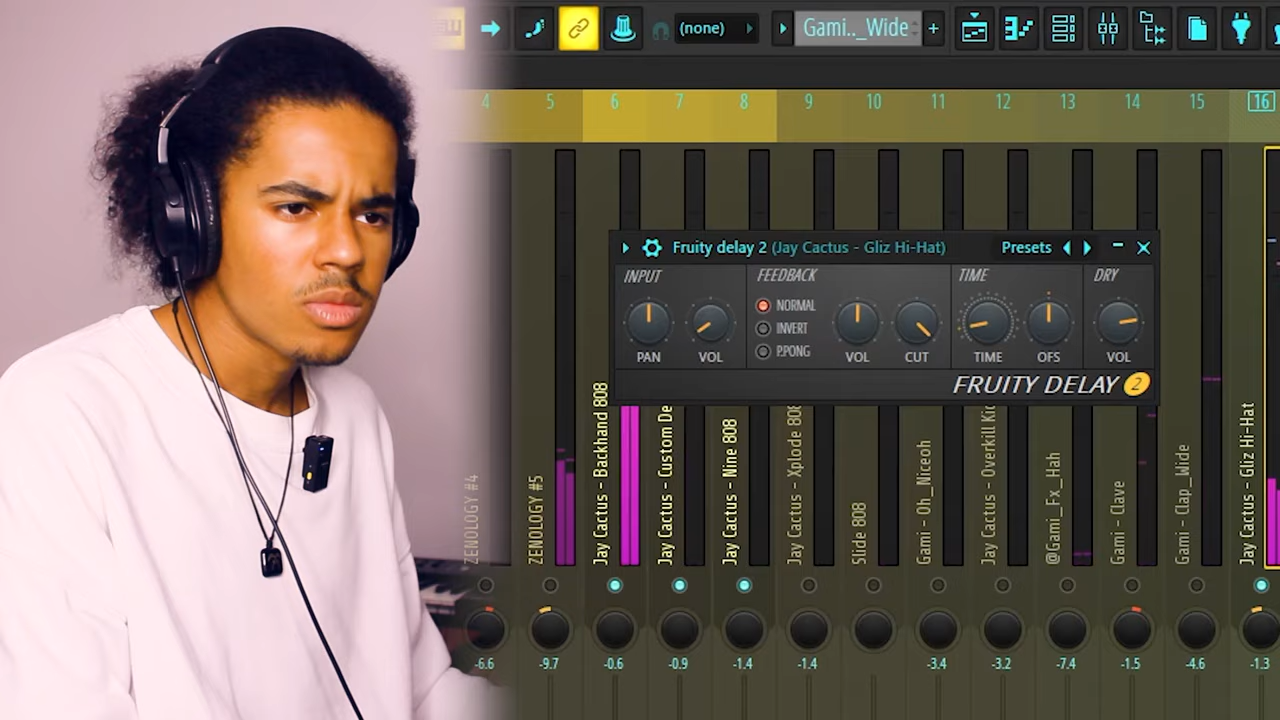 (none)
Gami.._Wide
+
4 5 6 7 8 9 10 11 12 13 14 15 16
Fruity delay 2 (Jay Cactus - Gliz Hi-Hat)
Presets
INPUT
FEEDBACK
TIME
DRY
NORMAL
INVERT
P.PONG
PAN
VOL
VOL
CUT
TIME
OFS
VOL
FRUITY DELAY 2
ZENOLOGY #4
ZENOLOGY #5
Jay Cactus - Backhand 808
Jay Cactus - Custom De
Jay Cactus - Nine 808
Jay Cactus - Xplode 808
Slide 808
Gami - Oh_Niceoh
Jay Cactus - Overkill Kic
@Gami_Fx_Hah
Gami - Clave
Gami - Clap_Wide
Jay Cactus - Gliz Hi-Hat
-6.6 -9.7 -0.6 -0.9 -1.4 -1.4 -3.4 -3.2 -7.4 -1.5 -4.6 -1.3